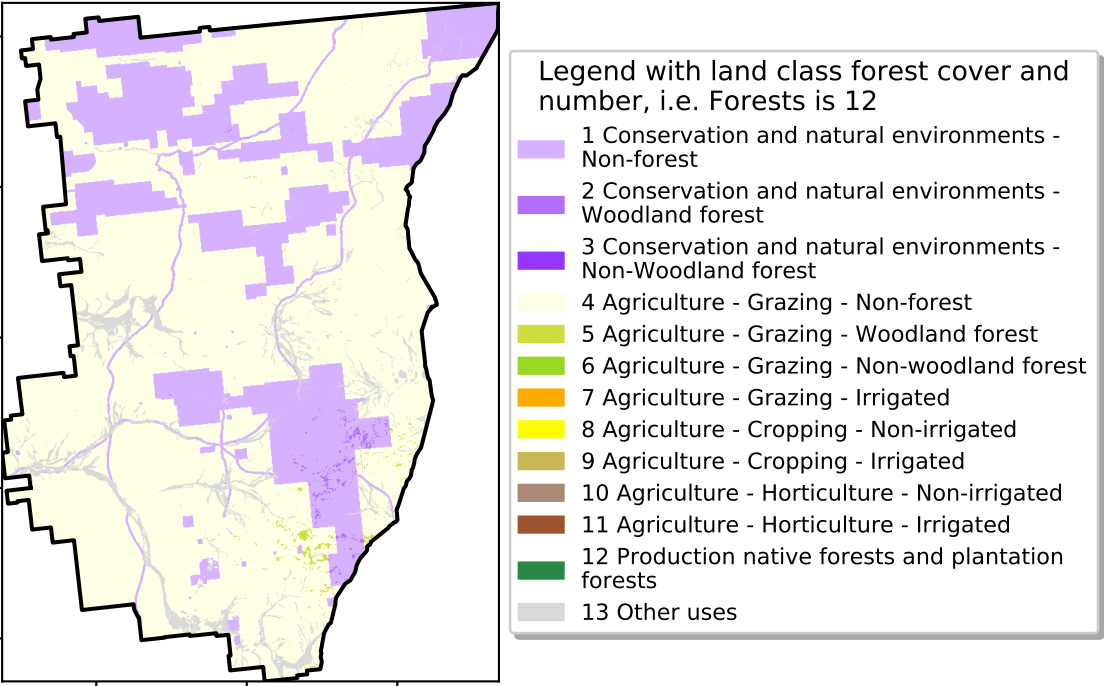 Legend with land class forest cover and
number, i.e. Forests is 12
1 Conservation and natural environments -
Non-forest
2 Conservation and natural environments -
Woodland forest
3 Conservation and natural environments -
Non-Woodland forest
4 Agriculture - Grazing - Non-forest
5 Agriculture - Grazing - Woodland forest
6 Agriculture - Grazing - Non-woodland forest
7 Agriculture - Grazing - Irrigated
8 Agriculture - Cropping - Non-irrigated
9 Agriculture - Cropping - Irrigated
10 Agriculture - Horticulture - Non-irrigated
11 Agriculture - Horticulture - Irrigated
12 Production native forests and plantation
forests
13 Other uses